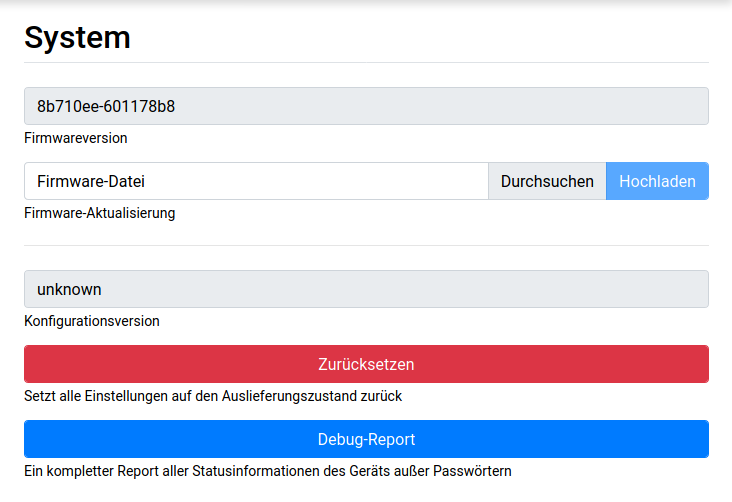 System
8b710ee-601178b8
Firmwareversion
Firmware-Datei Durchsuchen Hochladen
Firmware-Aktualisierung
unknown
Konfigurationsversion
Zurücksetzen
Setzt alle Einstellungen auf den Auslieferungszustand zurück
Debug-Report
Ein kompletter Report aller Statusinformationen des Geräts außer Passwörtern